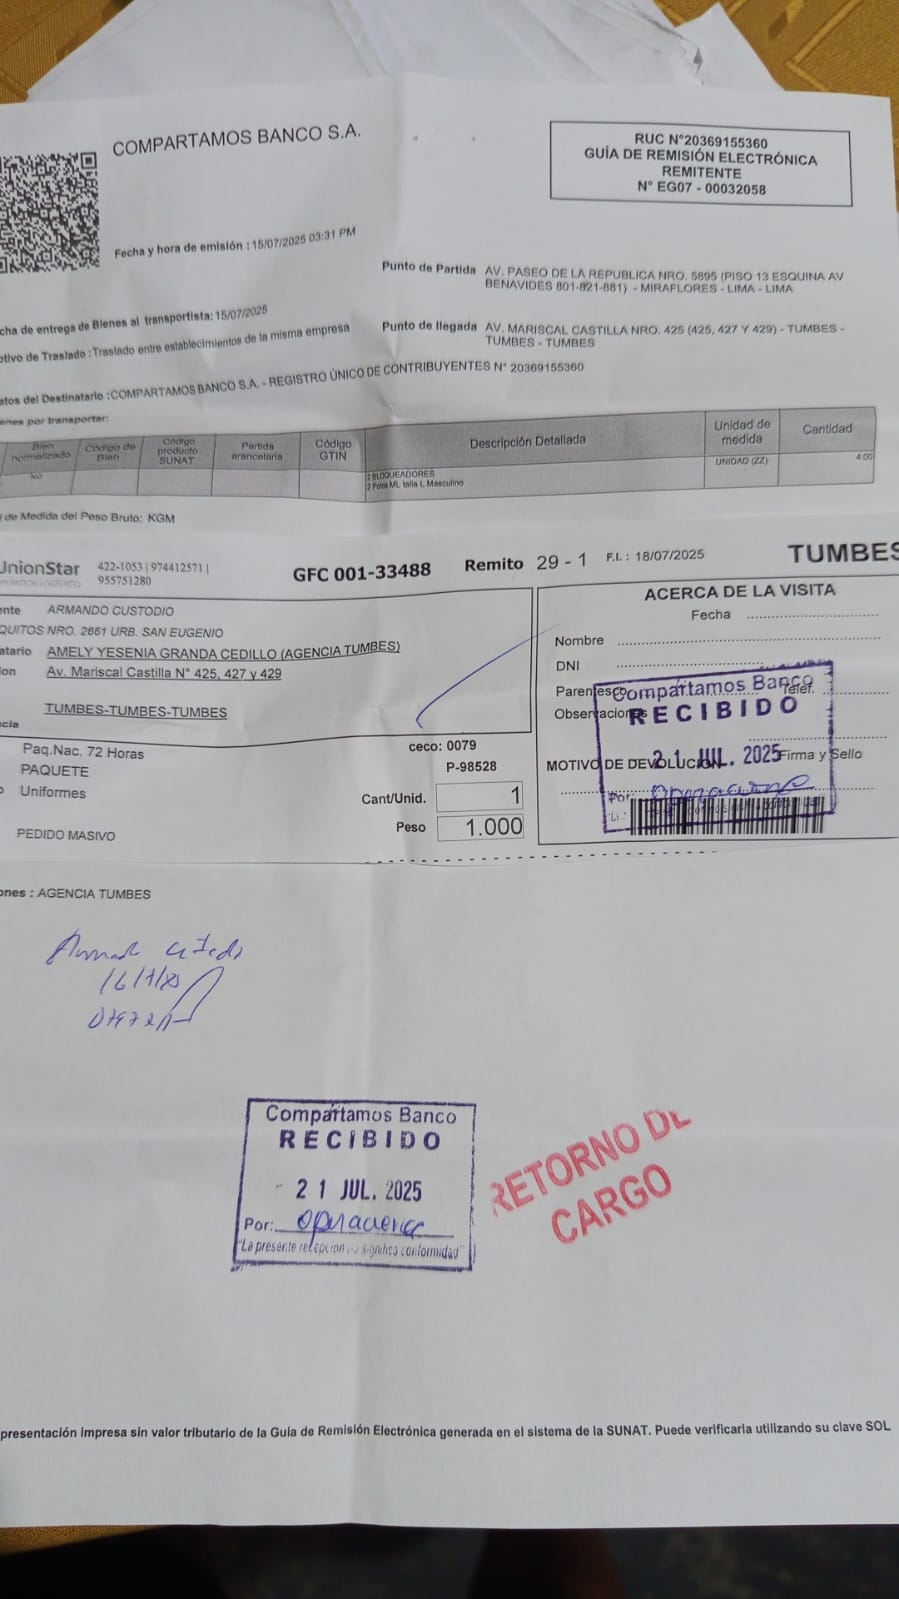 COMPARTAMOS BANCO S.A.
RUC N°20369155360
GUÍA DE REMISIÓN ELECTRÓNICA
REMITENTE
N° EG07 - 00032058
Fecha y hora de emisión : 15/07/2025 03:31 PM
Punto de Partida AV. PASEO DE LA REPUBLICA NRO. 5895 (PISO 13 ESQUINA AV
BENAVIDES 801-821-881) - MIRAFLORES - LIMA - LIMA
cha de entrega de Bienes al transportista: 15/07/2025
otivo de Traslado :Traslado entre establecimientos de la misma empresa
Punto de llegada AV. MARISCAL CASTILLA NRO. 425 (425, 427 Y 429) - TUMBES -
TUMBES - TUMBES
atos del Destinatario :COMPARTAMOS BANCO S.A. - REGISTRO ÚNICO DE CONTRIBUYENTES N° 20369155360
enes por transportar:
Bien normalizado Código de Bien Código producto SUNAT Partida arancelaria Código GTIN Descripción Detallada Unidad de medida Cantidad
NO 2 BLOQUEADORES UNIDAD (ZZ) 4.00
2 Polos ML talla L Masculino
de Medida del Peso Bruto: KGM
UnionStar 422-1053 | 974412571 |
955751280
GFC 001-33488 Remito 29 - 1 F.I. : 18/07/2025 TUMBES
ente ARMANDO CUSTODIO
QUITOS NRO. 2661 URB. SAN EUGENIO
atario AMELY YESENIA GRANDA CEDILLO (AGENCIA TUMBES)
ion Av. Mariscal Castilla N° 425, 427 y 429
TUMBES-TUMBES-TUMBES
cia
Paq.Nac. 72 Horas
PAQUETE
Uniformes
PEDIDO MASIVO
ceco: 0079
P-98528
Cant/Unid. 1
Peso 1.000
ACERCA DE LA VISITA
Fecha
Nombre
DNI
Parentesco Telef.
Observaciones
MOTIVO DE DEVOLUCION Firma y Sello
Compartamos Banco
RECIBIDO
21 JUL. 2025
Por:
ones : AGENCIA TUMBES
Compartamos Banco
RECIBIDO
21 JUL. 2025
Por:
"La presente recepción no significa conformidad"
RETORNO DE
CARGO
presentación impresa sin valor tributario de la Guía de Remisión Electrónica generada en el sistema de la SUNAT. Puede verificarla utilizando su clave SOL